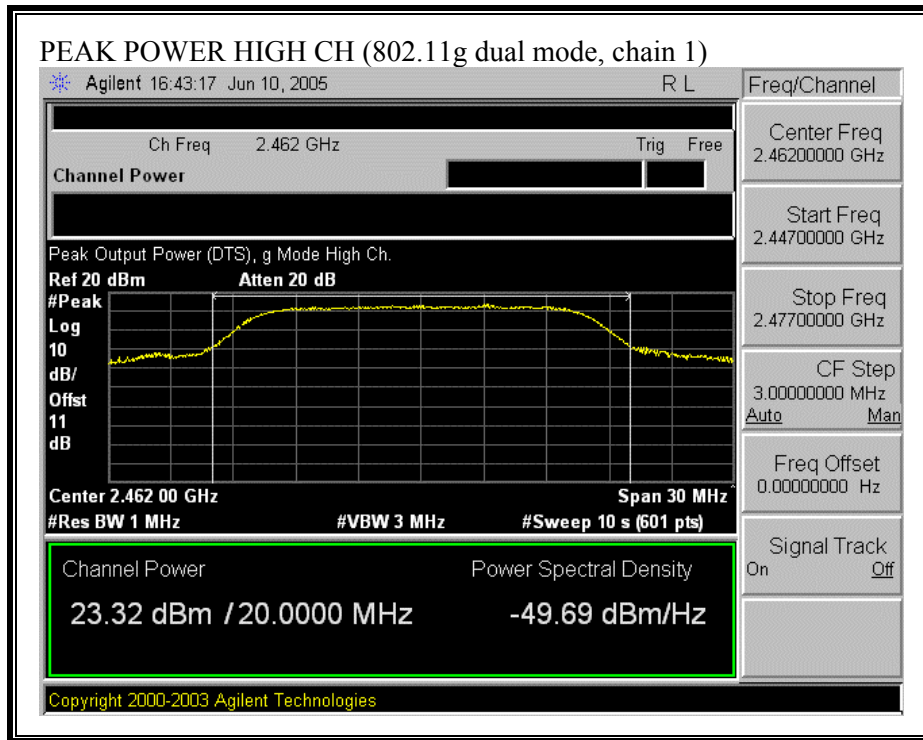 PEAK POWER HIGH CH (802.11g dual mode, chain 1)
Agilent 16:43:17 Jun 10, 2005 R L
Freq/Channel
Ch Freq 2.462 GHz Trig Free
Channel Power
Center Freq
2.46200000 GHz
Start Freq
2.44700000 GHz
Stop Freq
2.47700000 GHz
CF Step
3.00000000 MHz
Auto Man
Freq Offset
0.00000000 Hz
Signal Track
On Off
Peak Output Power (DTS), g Mode High Ch.
Ref 20 dBm Atten 20 dB
#Peak
Log
10
dB/
Offst
11
dB
Center 2.462 00 GHz Span 30 MHz
#Res BW 1 MHz #VBW 3 MHz #Sweep 10 s (601 pts)
Channel Power Power Spectral Density
23.32 dBm / 20.0000 MHz -49.69 dBm/Hz
Copyright 2000-2003 Agilent Technologies